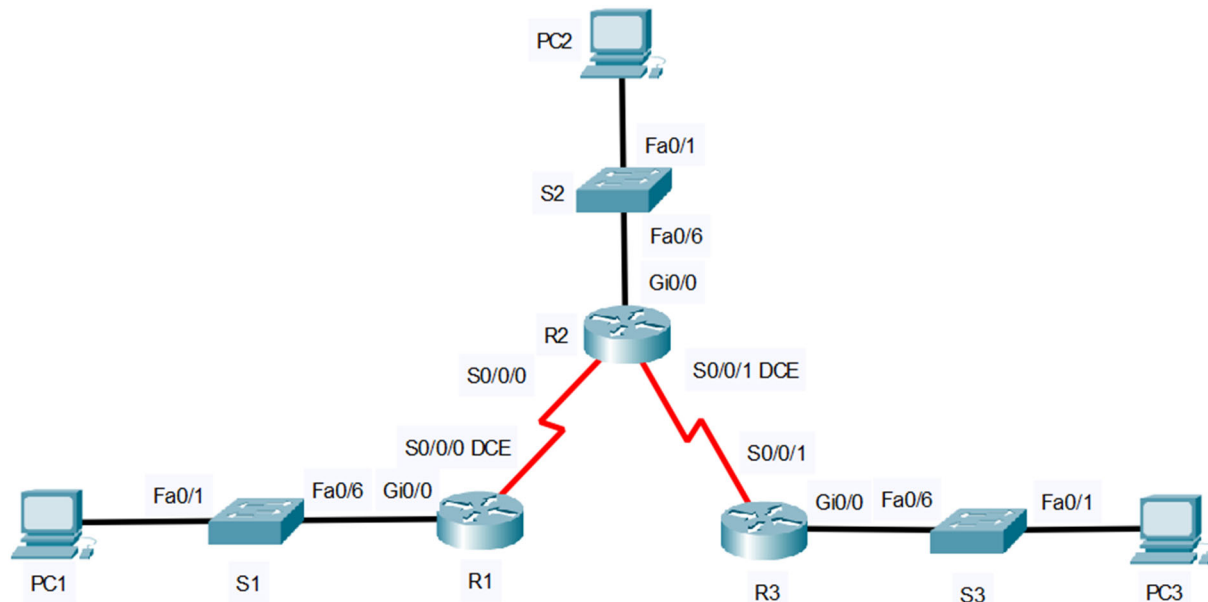 PC2
Fa0/1
S2
Fa0/6
Gi0/0
R2
S0/0/0
S0/0/1 DCE
S0/0/0 DCE
S0/0/1
Fa0/1
Fa0/6
Gi0/0
Gi0/0
Fa0/6
Fa0/1
PC1
S1
R1
R3
S3
PC3